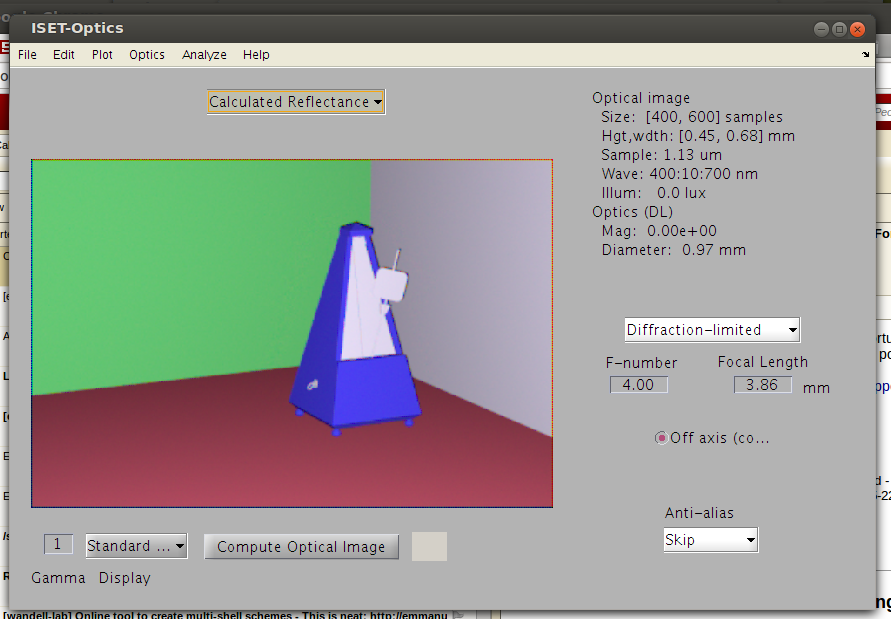 ISET-Optics
File Edit Plot Optics Analyze Help
Calculated Reflectance
Optical image
Size: [400, 600] samples
Hgt,wdth: [0.45, 0.68] mm
Sample: 1.13 um
Wave: 400:10:700 nm
Illum: 0.0 lux
Optics (DL)
Mag: 0.00e+00
Diameter: 0.97 mm
Diffraction-limited
F-number Focal Length
4.00 3.86 mm
Off axis (co...
Anti-alias
Skip
1 Standard ... Compute Optical Image
Gamma Display
[wandell-lab] Online tool to create multi-shell schemes - This is neat: http://emmanu